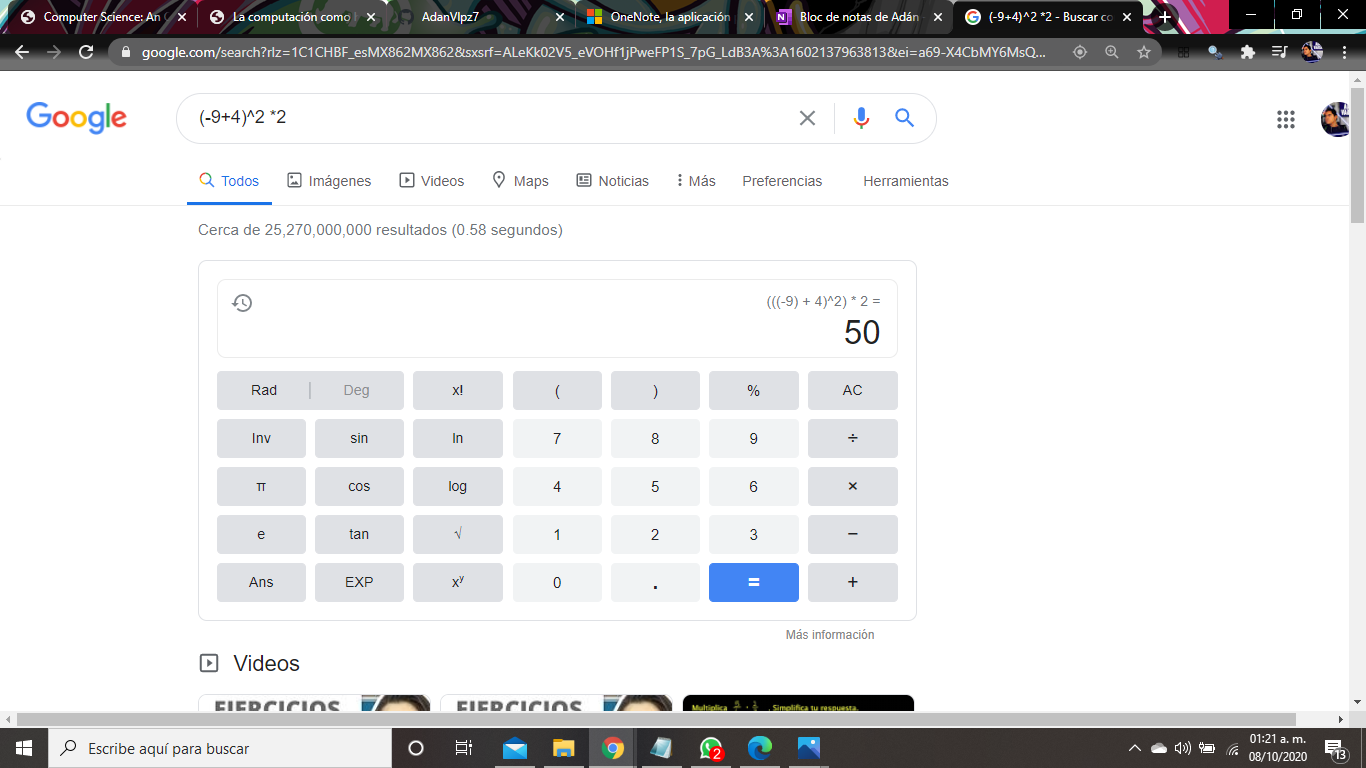 Computer Science: An
La computación como l
AdanVlpz7
OneNote, la aplicación
Bloc de notas de Adán
(-9+4)^2 *2 - Buscar co
google.com/search?rlz=1C1CHBF_esMX862MX862&sxsrf=ALeKk02V5_eVOHf1jPweFP1S_7pG_LdB3A%3A1602137963813&ei=a69-X4CbMY6MsQ...
Google
(-9+4)^2 *2
Todos
Imágenes
Videos
Maps
Noticias
Más
Preferencias
Herramientas
Cerca de 25,270,000,000 resultados (0.58 segundos)
(((-9) + 4)^2) * 2 =
50
Rad | Deg x! ( ) % AC
Inv sin ln 7 8 9 ÷
π cos log 4 5 6 ×
e tan √ 1 2 3 −
Ans EXP xʸ 0 . = +
Más información
Videos
EJERCICIOS
EJERCICIOS
Multiplica . Simplifica tu respuesta.
Escribe aquí para buscar
2
01:21 a. m.
08/10/2020
13